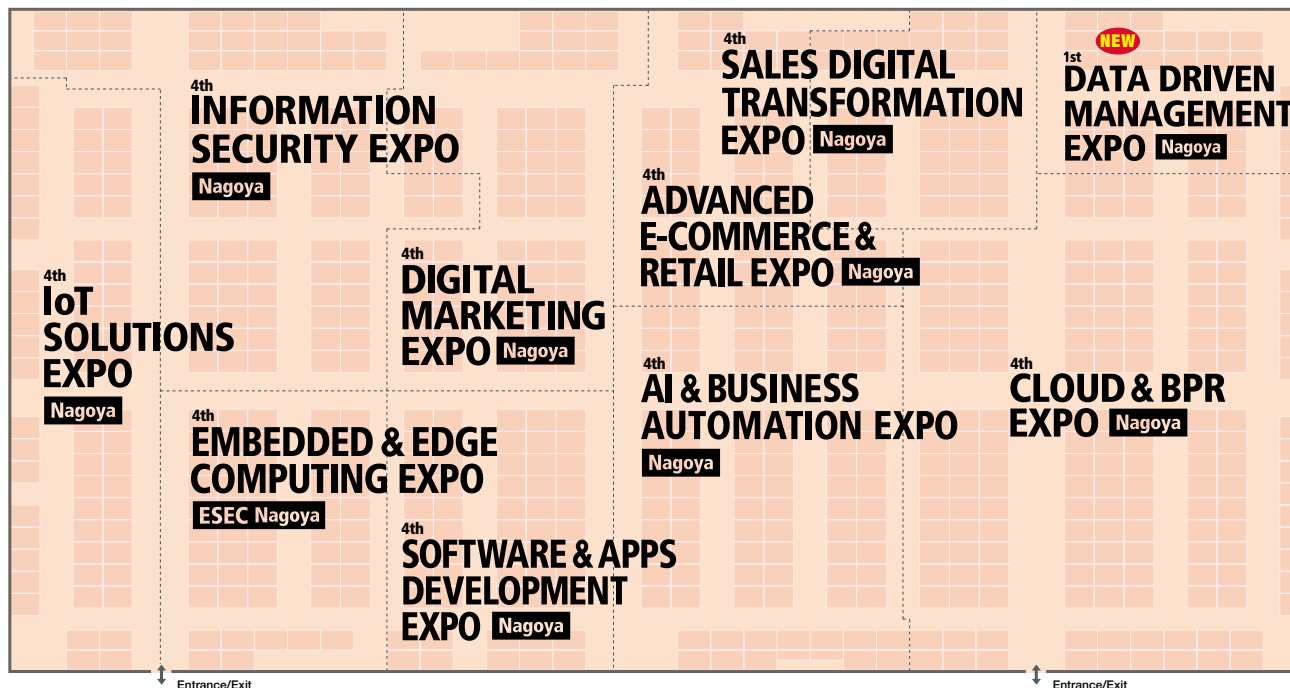 4th
INFORMATION
SECURITY EXPO
Nagoya
4th
SALES DIGITAL
TRANSFORMATION
EXPO Nagoya
NEW
1st
DATA DRIVEN
MANAGEMENT
EXPO Nagoya
4th
ADVANCED
E-COMMERCE &
RETAIL EXPO Nagoya
4th
IoT
SOLUTIONS
EXPO
Nagoya
4th
DIGITAL
MARKETING
EXPO Nagoya
4th
AI & BUSINESS
AUTOMATION EXPO
Nagoya
4th
CLOUD & BPR
EXPO Nagoya
4th
EMBEDDED & EDGE
COMPUTING EXPO
ESEC Nagoya
4th
SOFTWARE & APPS
DEVELOPMENT
EXPO Nagoya
Entrance/Exit
Entrance/Exit